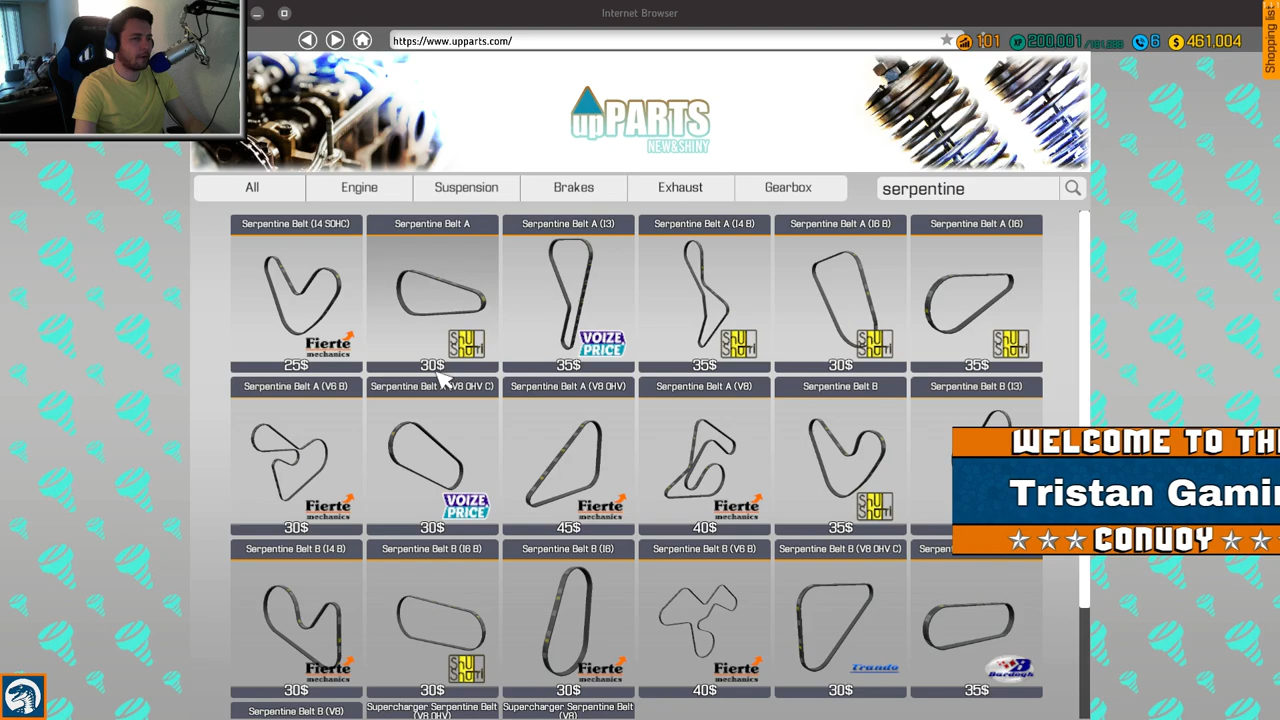 Internet Browser
https://www.upparts.com/
101
200.001
6
461,004
Shopping list
upPARTS
NEW&SHINY
All
Engine
Suspension
Brakes
Exhaust
Gearbox
serpentine
Serpentine Belt (I4 SOHC)
Serpentine Belt A
Serpentine Belt A (I3)
Serpentine Belt A (I4 B)
Serpentine Belt A (I6 B)
Serpentine Belt A (I6)
Fierte mechanics
VOIZE PRICE
25$
30$
35$
35$
30$
35$
Serpentine Belt A (V6 B)
(V8 OHV C)
Serpentine Belt A (V8 OHV)
Serpentine Belt A (V8)
Serpentine Belt B
Serpentine Belt B (I3)
Fierte mechanics
VOIZE PRICE
Fierte mechanics
Fierte mechanics
30$
30$
45$
40$
35$
WELCOME TO TH
Tristan Gami
CONVOY
Serpentine Belt B (I4 B)
Serpentine Belt B (I6 B)
Serpentine Belt B (I6)
Serpentine Belt B (V6 B)
Serpentine Belt B (V8 OHV C)
Fierte mechanics
Fierte mechanics
Fierte mechanics
Trando
30$
30$
30$
40$
30$
35$
Serpentine Belt B (V8)
Supercharger Serpentine Belt (V8 OHV)
Supercharger Serpentine Belt (V8)